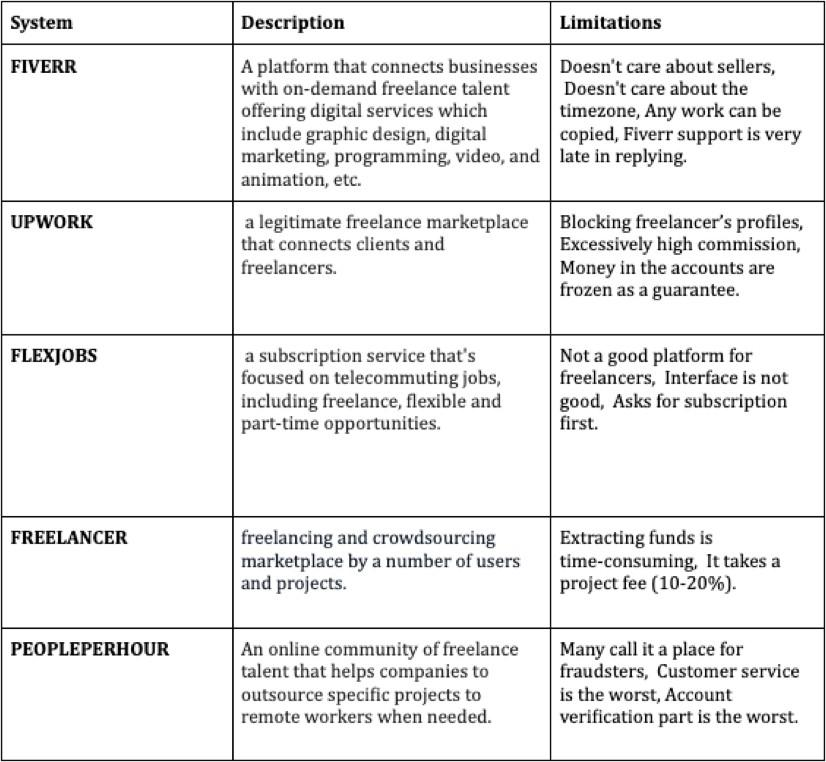 System
Description
Limitations
FIVERR
A platform that connects businesses
with on-demand freelance talent
offering digital services which
include graphic design, digital
marketing, programming, video, and
animation, etc.
Doesn't care about sellers,
Doesn't care about the
timezone, Any work can be
copied, Fiverr support is very
late in replying.
UPWORK
a legitimate freelance marketplace
that connects clients and
freelancers.
Blocking freelancer’s profiles,
Excessively high commission,
Money in the accounts are
frozen as a guarantee.
FLEXJOBS
a subscription service that's
focused on telecommuting jobs,
including freelance, flexible and
part-time opportunities.
Not a good platform for
freelancers, Interface is not
good, Asks for subscription
first.
FREELANCER
freelancing and crowdsourcing
marketplace by a number of users
and projects.
Extracting funds is
time-consuming, It takes a
project fee (10-20%).
PEOPLEPERHOUR
An online community of freelance
talent that helps companies to
outsource specific projects to
remote workers when needed.
Many call it a place for
fraudsters, Customer service
is the worst, Account
verification part is the worst.